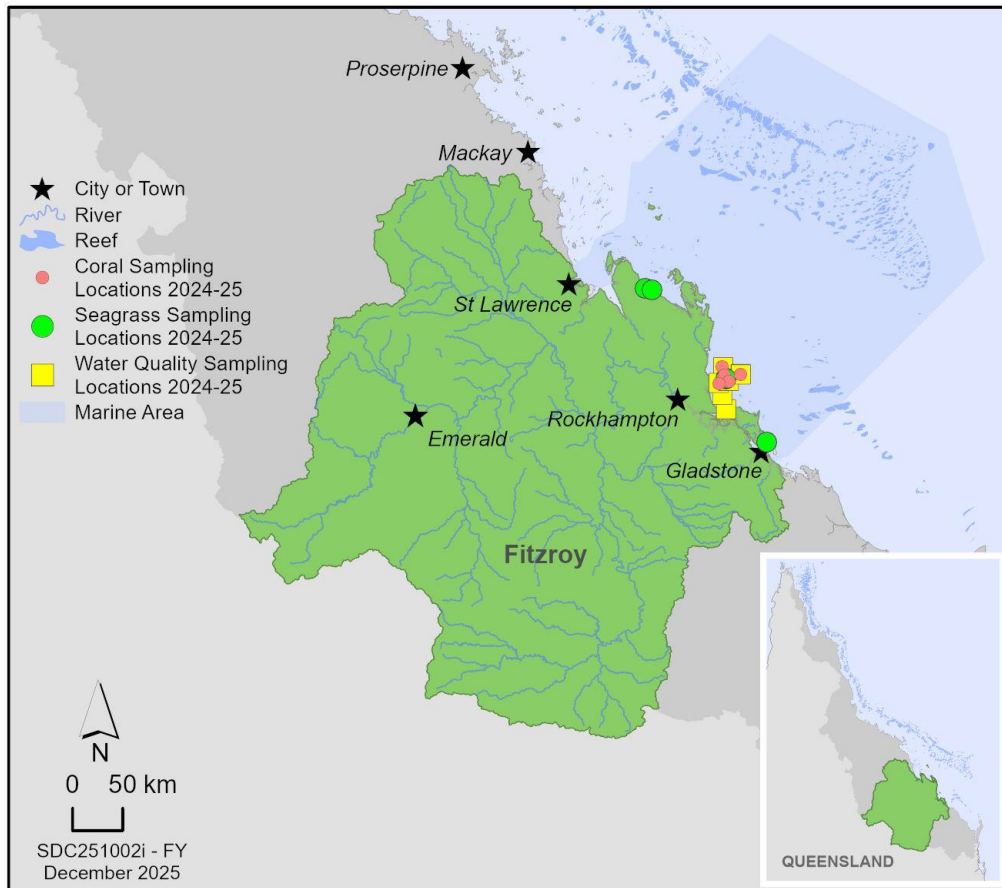 Proserpine
Mackay
City or Town
River
Reef
Coral Sampling
Locations 2024-25
Seagrass Sampling
Locations 2024-25
Water Quality Sampling
Locations 2024-25
Marine Area
St Lawrence
Rockhampton
Emerald
Gladstone
Fitzroy
N
0 50 km
SDC251002i - FY
December 2025
QUEENSLAND